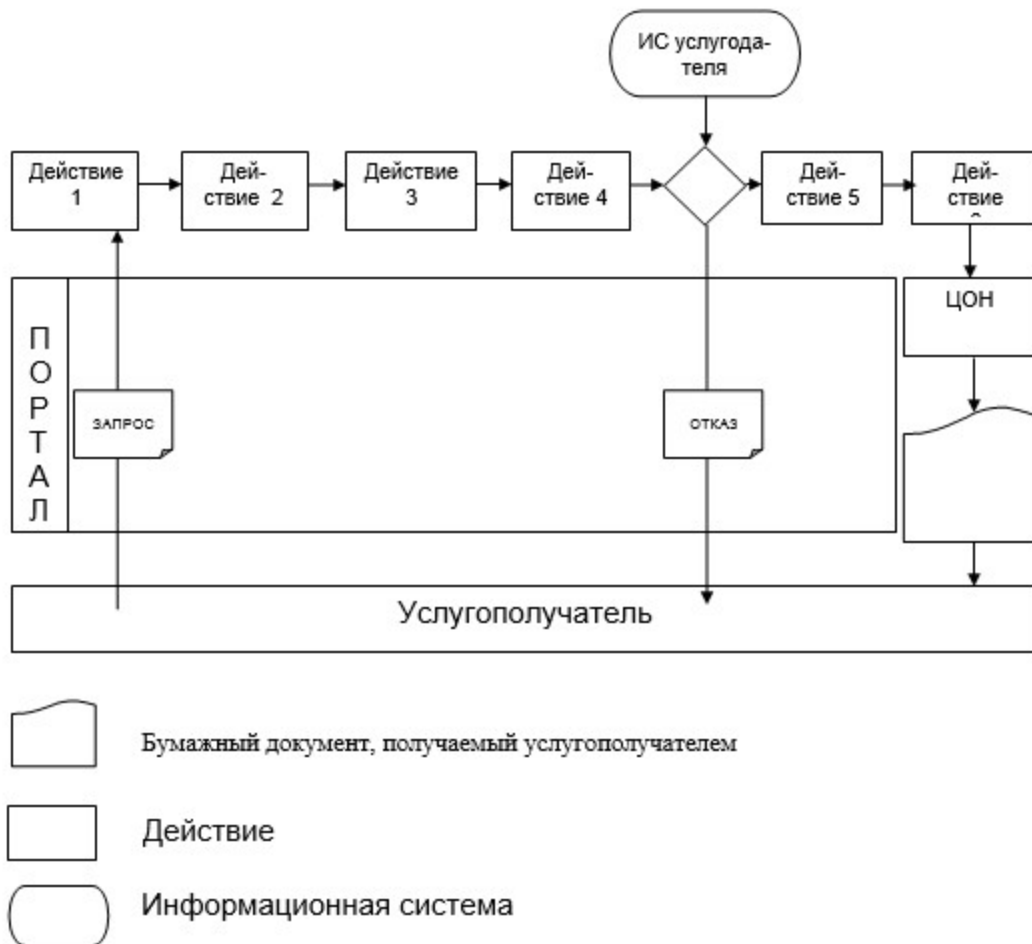 ИС услугода-
теля
Действие
1
Дей-
ствие 2
Действие
3
Дей-
ствие 4
Дей-
ствие 5
Дей-
ствие
ЦОН
П
О
Р
Т
А
Л
ЗАПРОС
ОТКАЗ
Услугополучатель
Бумажный документ, получаемый услугополучателем
Действие
Информационная система